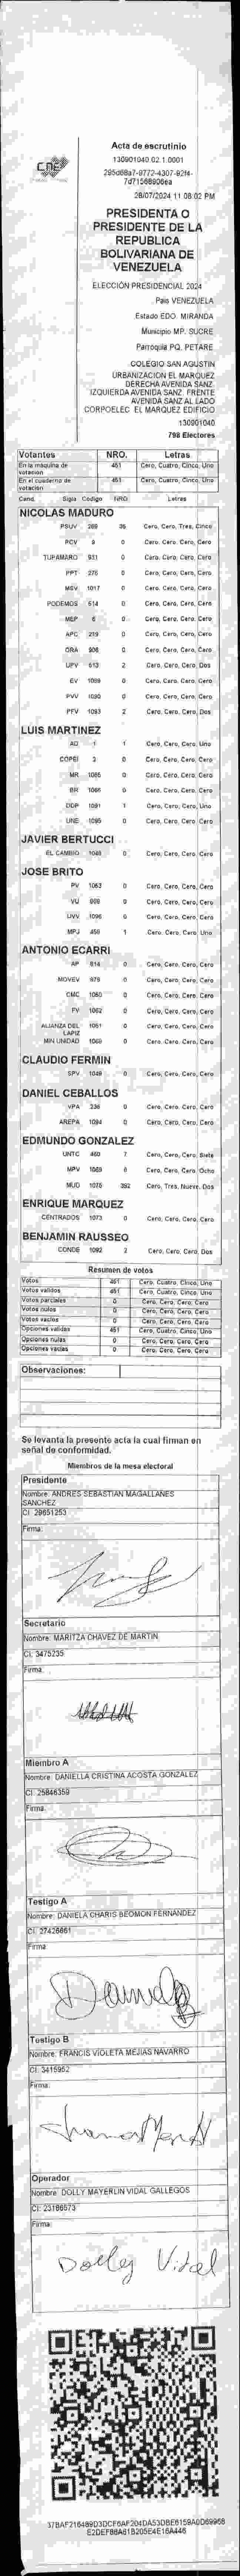 CNE
Acta de escrutinio
130901040.02.1.0001
28/07/2024 11:08:02 PM
PRESIDENTA O
PRESIDENTE DE LA
REPUBLICA
BOLIVARIANA DE
VENEZUELA
ELECCIÓN PRESIDENCIAL 2024
País VENEZUELA
Estado EDO. MIRANDA
Municipio MP. SUCRE
Parroquia PQ. PETARE
COLEGIO SAN AGUSTIN
URBANIZACION EL MARQUEZ
DERECHA AVENIDA SANZ.
IZQUIERDA AVENIDA SANZ. FRENTE
AVENIDA SANZ AL LADO
CORPOELEC EL MARQUEZ EDIFICIO
130901040
798 Electores
Votantes NRO. Letras
En la máquina de votación 451 Cero, Cuatro, Cinco, Uno
En el cuaderno de votación 451 Cero, Cuatro, Cinco, Uno
Cand. Sigla Código NRO Letras
NICOLAS MADURO
PSUV 269 35 Cero, Cero, Tres, Cinco
PCV 0 Cero, Cero, Cero, Cero
TUPAMARO 931 0 Cero, Cero, Cero, Cero
PPT 275 0 Cero, Cero, Cero, Cero
MSV 1017 0 Cero, Cero, Cero, Cero
PODEMOS 614 0 Cero, Cero, Cero, Cero
MEP 6 0 Cero, Cero, Cero, Cero
APC 219 0 Cero, Cero, Cero, Cero
ORA 906 0 Cero, Cero, Cero, Cero
UPV 613 2 Cero, Cero, Cero, Dos
EV 1089 0 Cero, Cero, Cero, Cero
PVV 1090 0 Cero, Cero, Cero, Cero
PFV 1093 2 Cero, Cero, Cero, Dos
LUIS MARTINEZ
AD 1 1 Cero, Cero, Cero, Uno
COPEI 3 0 Cero, Cero, Cero, Cero
MR 1085 0 Cero, Cero, Cero, Cero
BR 1086 0 Cero, Cero, Cero, Cero
DDP 1091 1 Cero, Cero, Cero, Uno
UNE 1095 0 Cero, Cero, Cero, Cero
JAVIER BERTUCCI
EL CAMBIO 1048 0 Cero, Cero, Cero, Cero
JOSE BRITO
PV 1063 0 Cero, Cero, Cero, Cero
VU 0 Cero, Cero, Cero, Cero
UVV 1096 0 Cero, Cero, Cero, Cero
MPJ 458 1 Cero, Cero, Cero, Uno
ANTONIO ECARRI
AP 0 Cero, Cero, Cero, Cero
MOVEV 979 0 Cero, Cero, Cero, Cero
CMC 1060 0 Cero, Cero, Cero, Cero
FV 1062 0 Cero, Cero, Cero, Cero
ALIANZA DEL LAPIZ 1051 0 Cero, Cero, Cero, Cero
MIN UNIDAD 0 Cero, Cero, Cero, Cero
CLAUDIO FERMIN
SPV 1049 0 Cero, Cero, Cero, Cero
DANIEL CEBALLOS
VPA 336 0 Cero, Cero, Cero, Cero
AREPA 1094 0 Cero, Cero, Cero, Cero
EDMUNDO GONZALEZ
UNTC 460 7 Cero, Cero, Cero, Siete
MPV 1069 8 Cero, Cero, Cero, Ocho
MUD 1078 392 Cero, Tres, Nueve, Dos
ENRIQUE MARQUEZ
CENTRADOS 1073 0 Cero, Cero, Cero, Cero
BENJAMIN RAUSSEO
CONDE 1092 2 Cero, Cero, Cero, Dos
Resumen de votos
Votos 451 Cero, Cuatro, Cinco, Uno
Votos validos 451 Cero, Cuatro, Cinco, Uno
Votos parciales 0 Cero, Cero, Cero, Cero
Votos nulos 0 Cero, Cero, Cero, Cero
Votos vacíos 0 Cero, Cero, Cero, Cero
Opciones validas 451 Cero, Cuatro, Cinco, Uno
Opciones nulas 0 Cero, Cero, Cero, Cero
Opciones vacías 0 Cero, Cero, Cero, Cero
Observaciones:
Se levanta la presente acta la cual firman en
señal de conformidad.
Miembros de la mesa electoral
Presidente
Nombre: ANDRES SEBASTIAN MAGALLANES
SANCHEZ
CI: 29651253
Firma:
Secretario
Nombre: MARITZA CHAVEZ DE MARTIN
CI: 3475235
Firma:
Miembro A
Nombre: DANIELLA CRISTINA ACOSTA GONZALEZ
CI: 25846359
Firma:
Testigo A
Nombre: DANIELA CHARIS BEOMON FERNANDEZ
CI: 27426661
Firma:
Daniela
Testigo B
Nombre: FRANCIS VIOLETA MEJIAS NAVARRO
CI: 3415952
Firma:
Operador
Nombre: DOLLY MAYERLIN VIDAL GALLEGOS
CI: 23186573
Firma:
Dolly Vidal